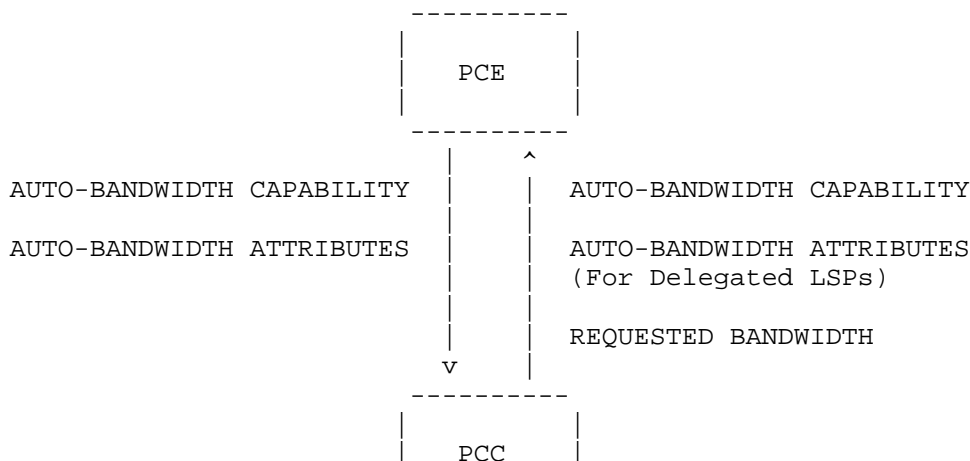 PCE
AUTO-BANDWIDTH CAPABILITY AUTO-BANDWIDTH CAPABILITY
AUTO-BANDWIDTH ATTRIBUTES AUTO-BANDWIDTH ATTRIBUTES
(For Delegated LSPs)
REQUESTED BANDWIDTH
PCC